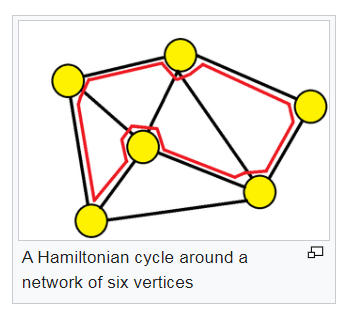 A Hamiltonian cycle around a
network of six vertices